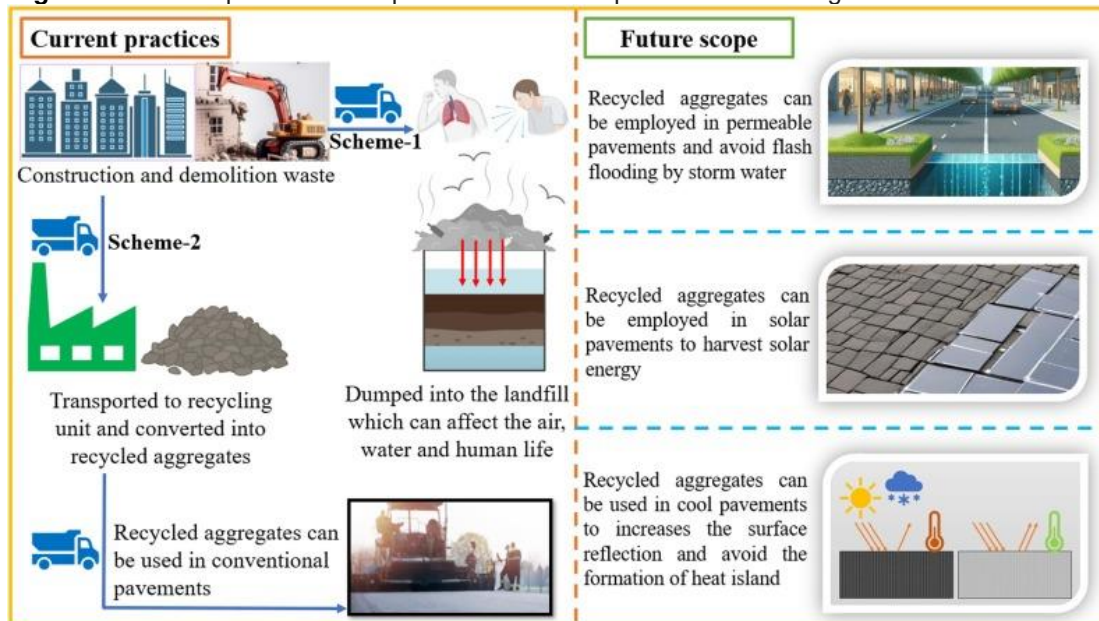 Current practices
Scheme-1
Construction and demolition waste
Scheme-2
Transported to recycling
unit and converted into
recycled aggregates
Dumped into the landfill
which can affect the air,
water and human life
Recycled aggregates can
be used in conventional
pavements
Future scope
Recycled aggregates can
be employed in permeable
pavements and avoid flash
flooding by storm water
Recycled aggregates can
be employed in solar
pavements to harvest solar
energy
Recycled aggregates can
be used in cool pavements
to increases the surface
reflection and avoid the
formation of heat island